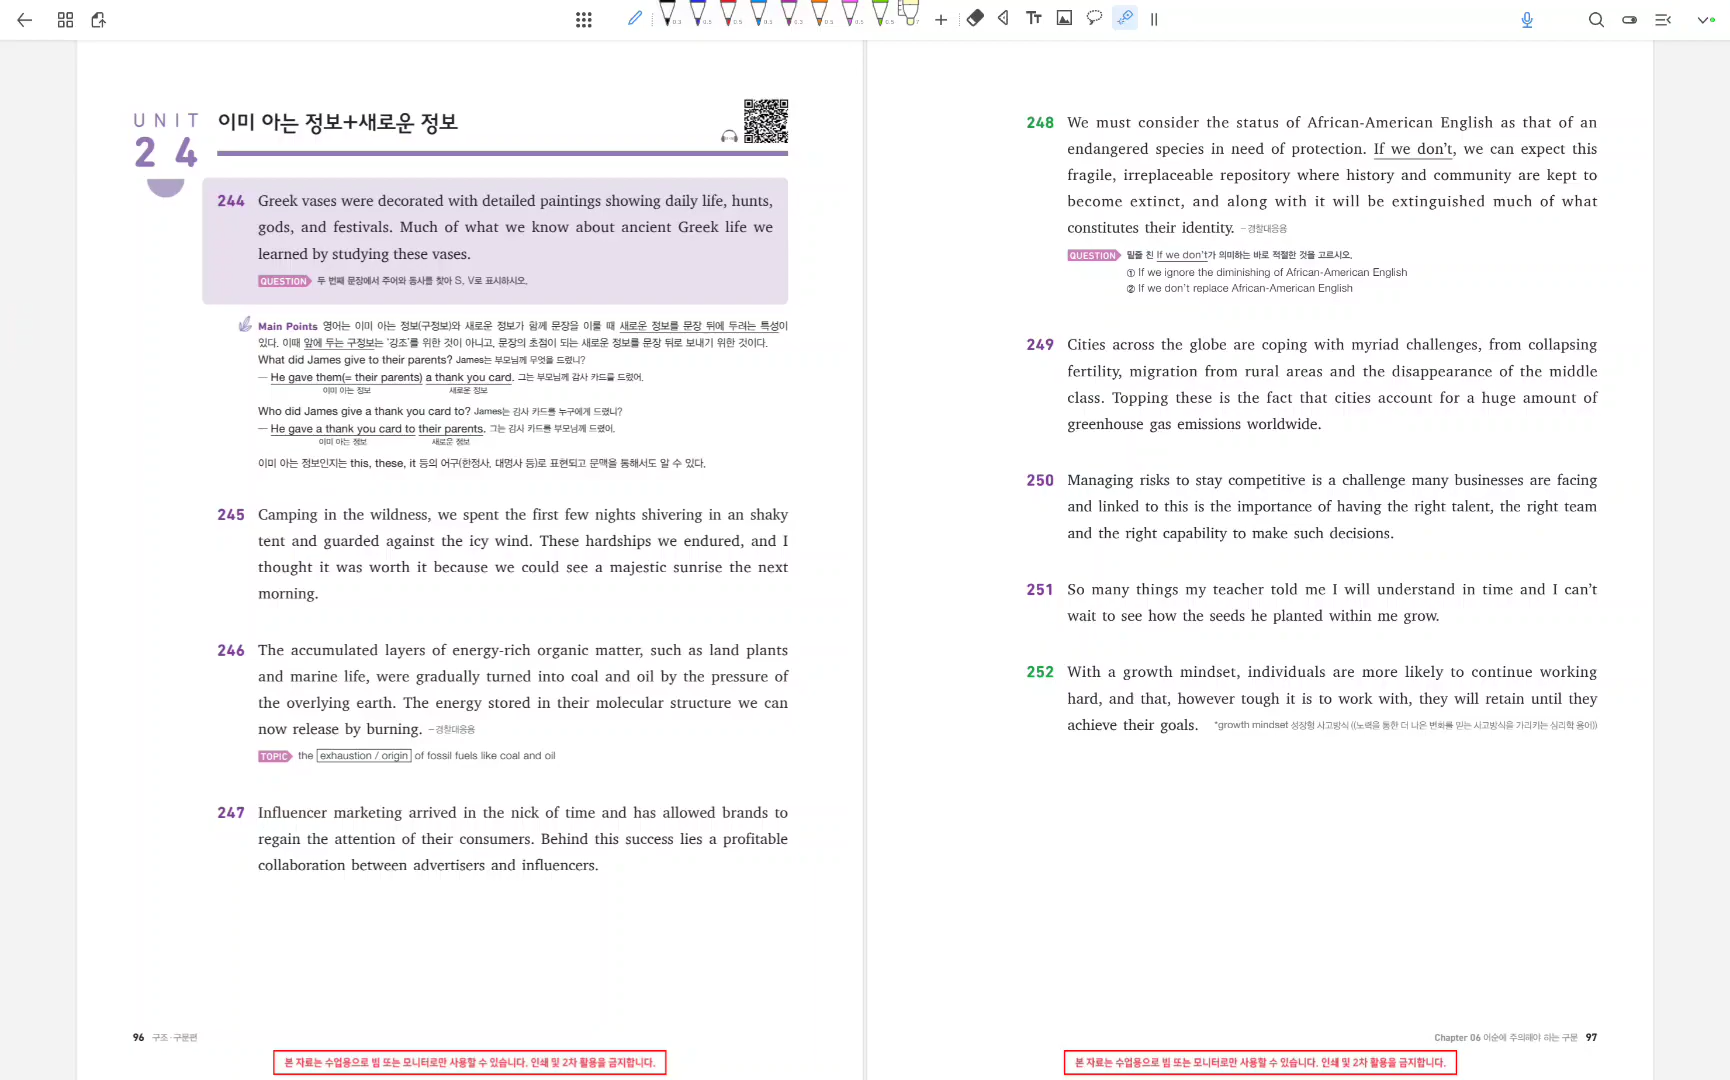 UNIT
24
이미 아는 정보+새로운 정보
244 Greek vases were decorated with detailed paintings showing daily life, hunts,
gods, and festivals. Much of what we know about ancient Greek life we
learned by studying these vases.
QUESTION 두 번째 문장에서 주어와 동사를 찾아 S, V로 표시하시오.
Main Points 영어는 이미 아는 정보(구정보)와 새로운 정보가 함께 문장을 이룰 때 새로운 정보를 문장 뒤에 두려는 특성이
있다. 이때 앞에 두는 구정보는 '강조'를 위한 것이 아니고, 문장의 초점이 되는 새로운 정보를 문장 뒤로 보내기 위한 것이다.
What did James give to their parents? James는 부모님께 무엇을 드렸니?
— He gave them(= their parents) a thank you card. 그는 부모님께 감사 카드를 드렸어.
이미 아는 정보 새로운 정보
Who did James give a thank you card to? James는 감사 카드를 누구에게 드렸니?
— He gave a thank you card to their parents. 그는 감사 카드를 부모님께 드렸어.
이미 아는 정보 새로운 정보
이미 아는 정보인지는 this, these, it 등의 어구(한정사, 대명사 등)로 표현되고 문맥을 통해서도 알 수 있다.
245 Camping in the wildness, we spent the first few nights shivering in an shaky
tent and guarded against the icy wind. These hardships we endured, and I
thought it was worth it because we could see a majestic sunrise the next
morning.
246 The accumulated layers of energy-rich organic matter, such as land plants
and marine life, were gradually turned into coal and oil by the pressure of
the overlying earth. The energy stored in their molecular structure we can
now release by burning. –경찰대응용
TOPIC the exhaustion / origin of fossil fuels like coal and oil
247 Influencer marketing arrived in the nick of time and has allowed brands to
regain the attention of their consumers. Behind this success lies a profitable
collaboration between advertisers and influencers.
96 구조·구문편
본 자료는 수업용으로 빔 또는 모니터로만 사용할 수 있습니다. 인쇄 및 2차 활용을 금지합니다.
248 We must consider the status of African-American English as that of an
endangered species in need of protection. If we don't, we can expect this
fragile, irreplaceable repository where history and community are kept to
become extinct, and along with it will be extinguished much of what
constitutes their identity. –경찰대응용
QUESTION 밑줄 친 If we don't가 의미하는 바로 적절한 것을 고르시오.
① If we ignore the diminishing of African-American English
② If we don't replace African-American English
249 Cities across the globe are coping with myriad challenges, from collapsing
fertility, migration from rural areas and the disappearance of the middle
class. Topping these is the fact that cities account for a huge amount of
greenhouse gas emissions worldwide.
250 Managing risks to stay competitive is a challenge many businesses are facing
and linked to this is the importance of having the right talent, the right team
and the right capability to make such decisions.
251 So many things my teacher told me I will understand in time and I can't
wait to see how the seeds he planted within me grow.
252 With a growth mindset, individuals are more likely to continue working
hard, and that, however tough it is to work with, they will retain until they
achieve their goals. *growth mindset 성장형 사고방식 ((노력을 통한 더 나은 변화를 믿는 사고방식을 가리키는 심리학 용어))
Chapter 06 어순에 주의해야 하는 구문 97
본 자료는 수업용으로 빔 또는 모니터로만 사용할 수 있습니다. 인쇄 및 2차 활용을 금지합니다.